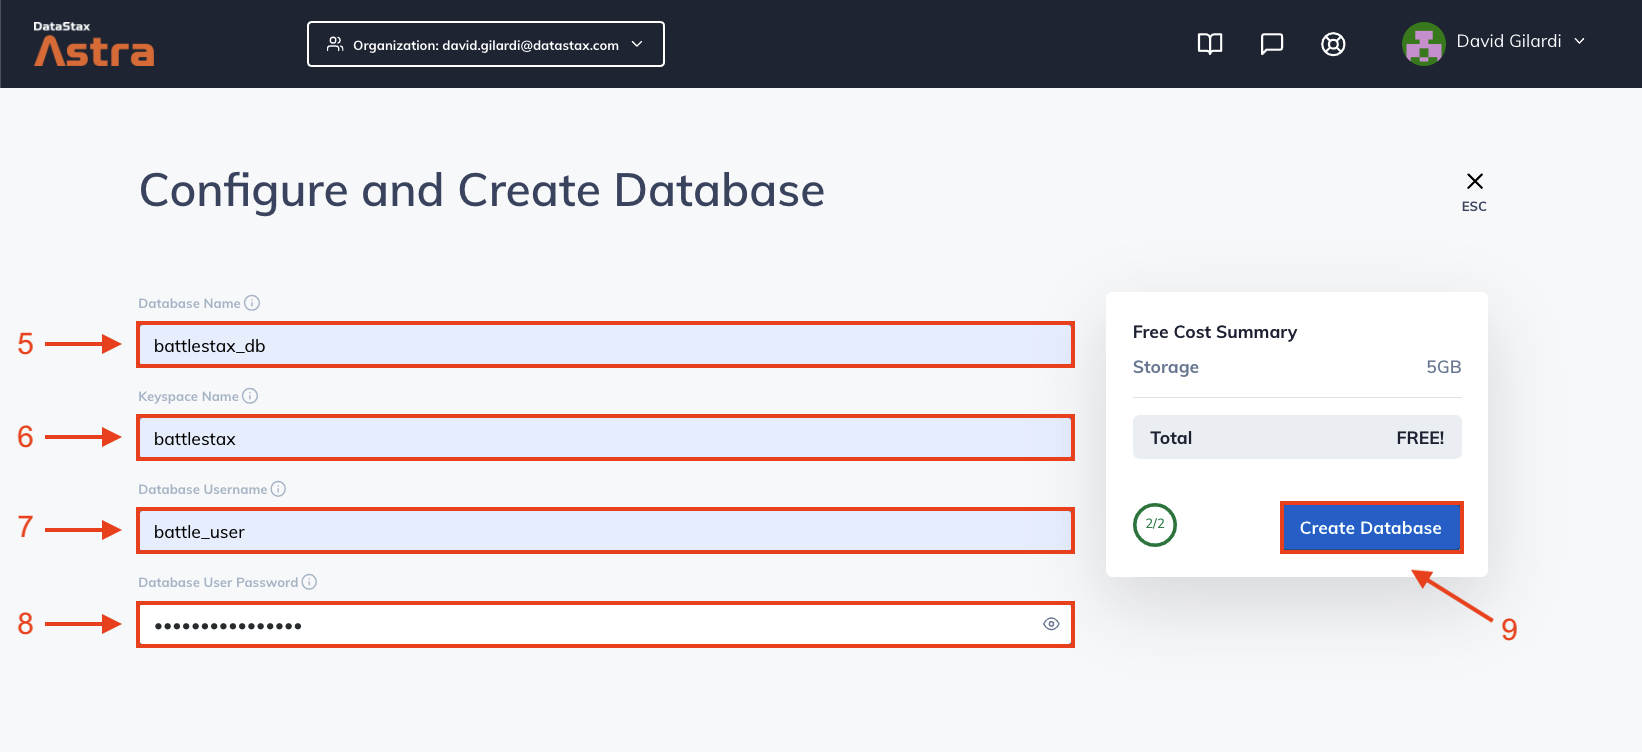 DataStax
Astra
Organization: david.gilardi@datastax.com
David Gilardi
Configure and Create Database
ESC
Database Name
5
battlestax_db
Keyspace Name
6
battlestax
Database Username
7
battle_user
Database User Password
8
••••••••••••••••
Free Cost Summary
Storage 5GB
Total FREE!
2/2
Create Database
9